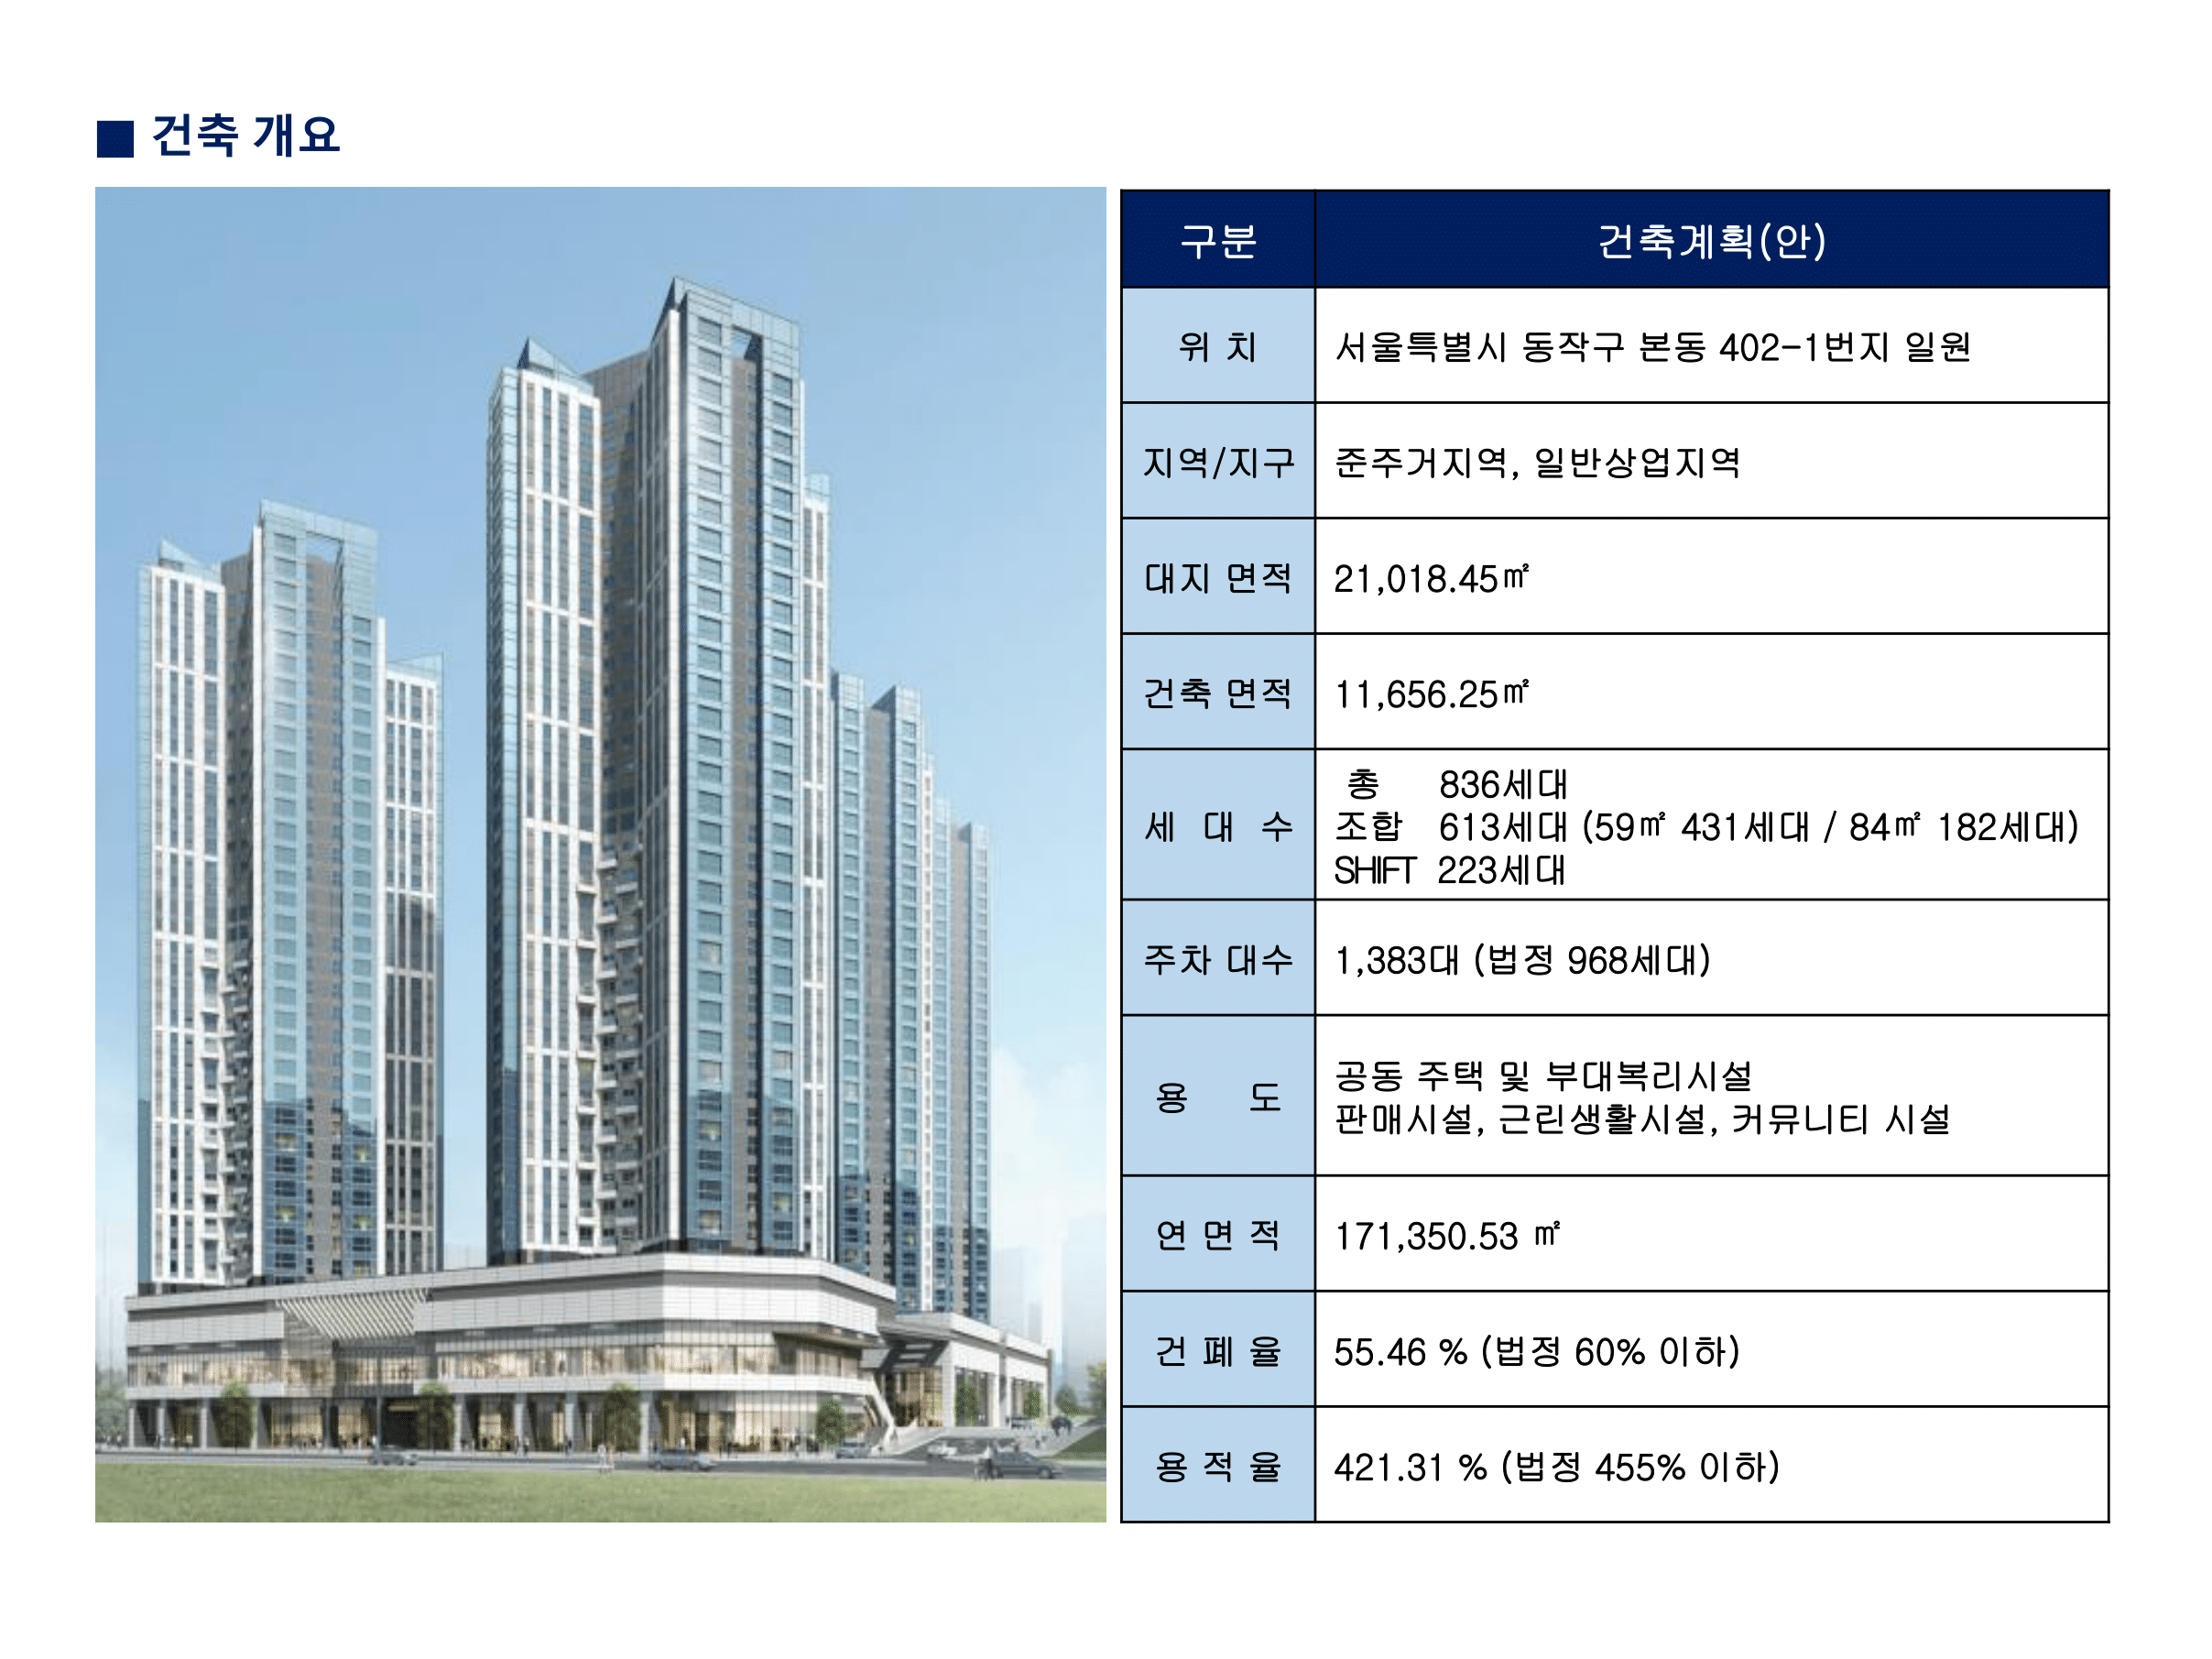 ■ 건축 개요
구분 건축계획(안)
위 치 서울특별시 동작구 본동 402-1번지 일원
지역/지구 준주거지역, 일반상업지역
대지 면적 21,018.45㎡
건축 면적 11,656.25㎡
세 대 수 총 836세대
조합 613세대 (59㎡ 431세대 / 84㎡ 182세대)
SHIFT 223세대
주차 대수 1,383대 (법정 968세대)
용 도 공동 주택 및 부대복리시설
판매시설, 근린생활시설, 커뮤니티 시설
연 면 적 171,350.53 ㎡
건 폐 율 55.46 % (법정 60% 이하)
용 적 율 421.31 % (법정 455% 이하)